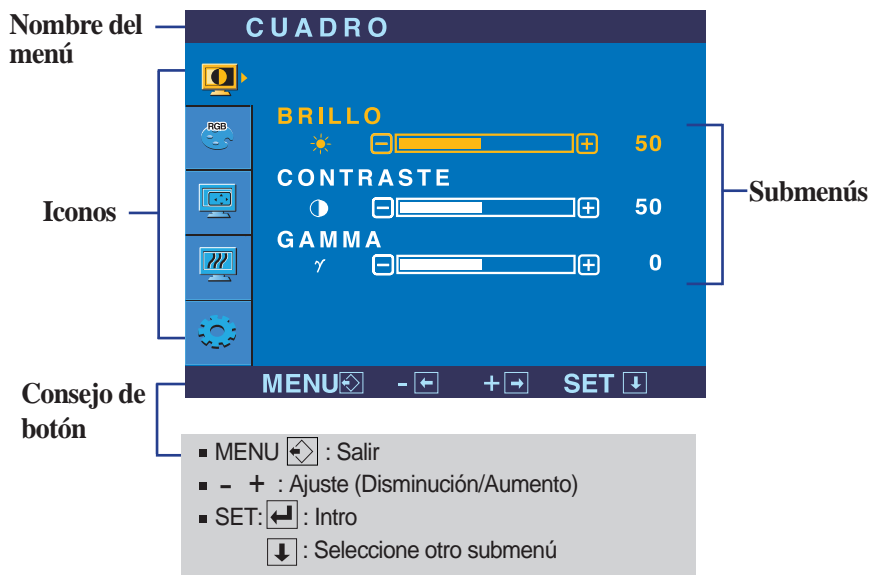 Nombre del
menú
CUADRO
RGB
BRILLO
50
CONTRASTE
50
GAMMA
γ
0
Iconos
Submenús
MENU - + SET
Consejo de
botón
▪ MENU : Salir
▪ - + : Ajuste (Disminución/Aumento)
▪ SET: : Intro
: Seleccione otro submenú